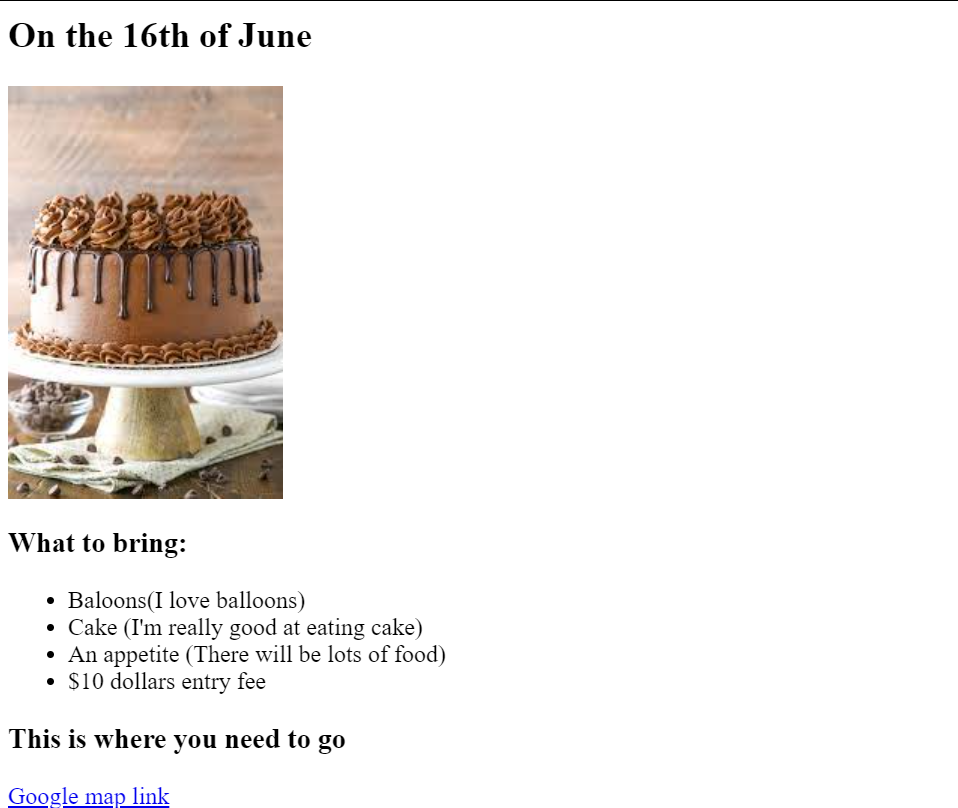 On the 16th of June
What to bring:
Baloons(I love balloons)
Cake (I'm really good at eating cake)
An appetite (There will be lots of food)
$10 dollars entry fee
This is where you need to go
Google map link